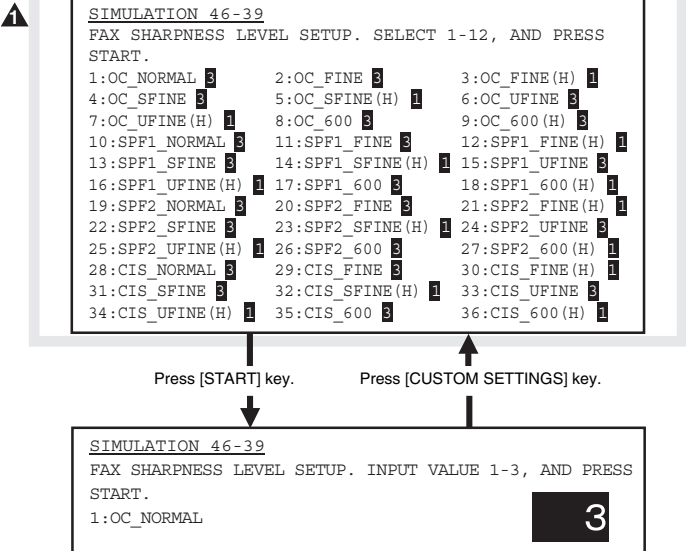 1
SIMULATION 46-39
FAX SHARPNESS LEVEL SETUP. SELECT 1-12, AND PRESS
START.
1:OC_NORMAL 3 2:OC_FINE 3 3:OC_FINE(H) 1
4:OC_SFINE 3 5:OC_SFINE(H) 1 6:OC_UFINE 3
7:OC_UFINE(H) 1 8:OC_600 3 9:OC_600(H) 3
10:SPF1_NORMAL 3 11:SPF1_FINE 3 12:SPF1_FINE(H) 1
13:SPF1_SFINE 3 14:SPF1_SFINE(H) 1 15:SPF1_UFINE 3
16:SPF1_UFINE(H) 1 17:SPF1_600 3 18:SPF1_600(H) 1
19:SPF2_NORMAL 3 20:SPF2_FINE 3 21:SPF2_FINE(H) 1
22:SPF2_SFINE 3 23:SPF2_SFINE(H) 1 24:SPF2_UFINE 3
25:SPF2_UFINE(H) 1 26:SPF2_600 3 27:SPF2_600(H) 1
28:CIS_NORMAL 3 29:CIS_FINE 3 30:CIS_FINE(H) 1
31:CIS_SFINE 3 32:CIS_SFINE(H) 1 33:CIS_UFINE 3
34:CIS_UFINE(H) 1 35:CIS_600 3 36:CIS_600(H) 1
Press [START] key. Press [CUSTOM SETTINGS] key.
SIMULATION 46-39
FAX SHARPNESS LEVEL SETUP. INPUT VALUE 1-3, AND PRESS
START.
1:OC_NORMAL 3